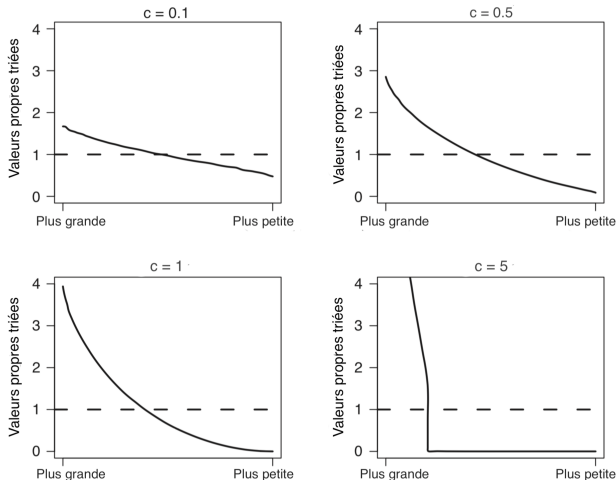 c = 0.1
Valeurs propres triées
4
3
2
1
0
Plus grande
Plus petite
c = 0.5
Valeurs propres triées
4
3
2
1
0
Plus grande
Plus petite
c = 1
Valeurs propres triées
4
3
2
1
0
Plus grande
Plus petite
c = 5
Valeurs propres triées
4
3
2
1
0
Plus grande
Plus petite